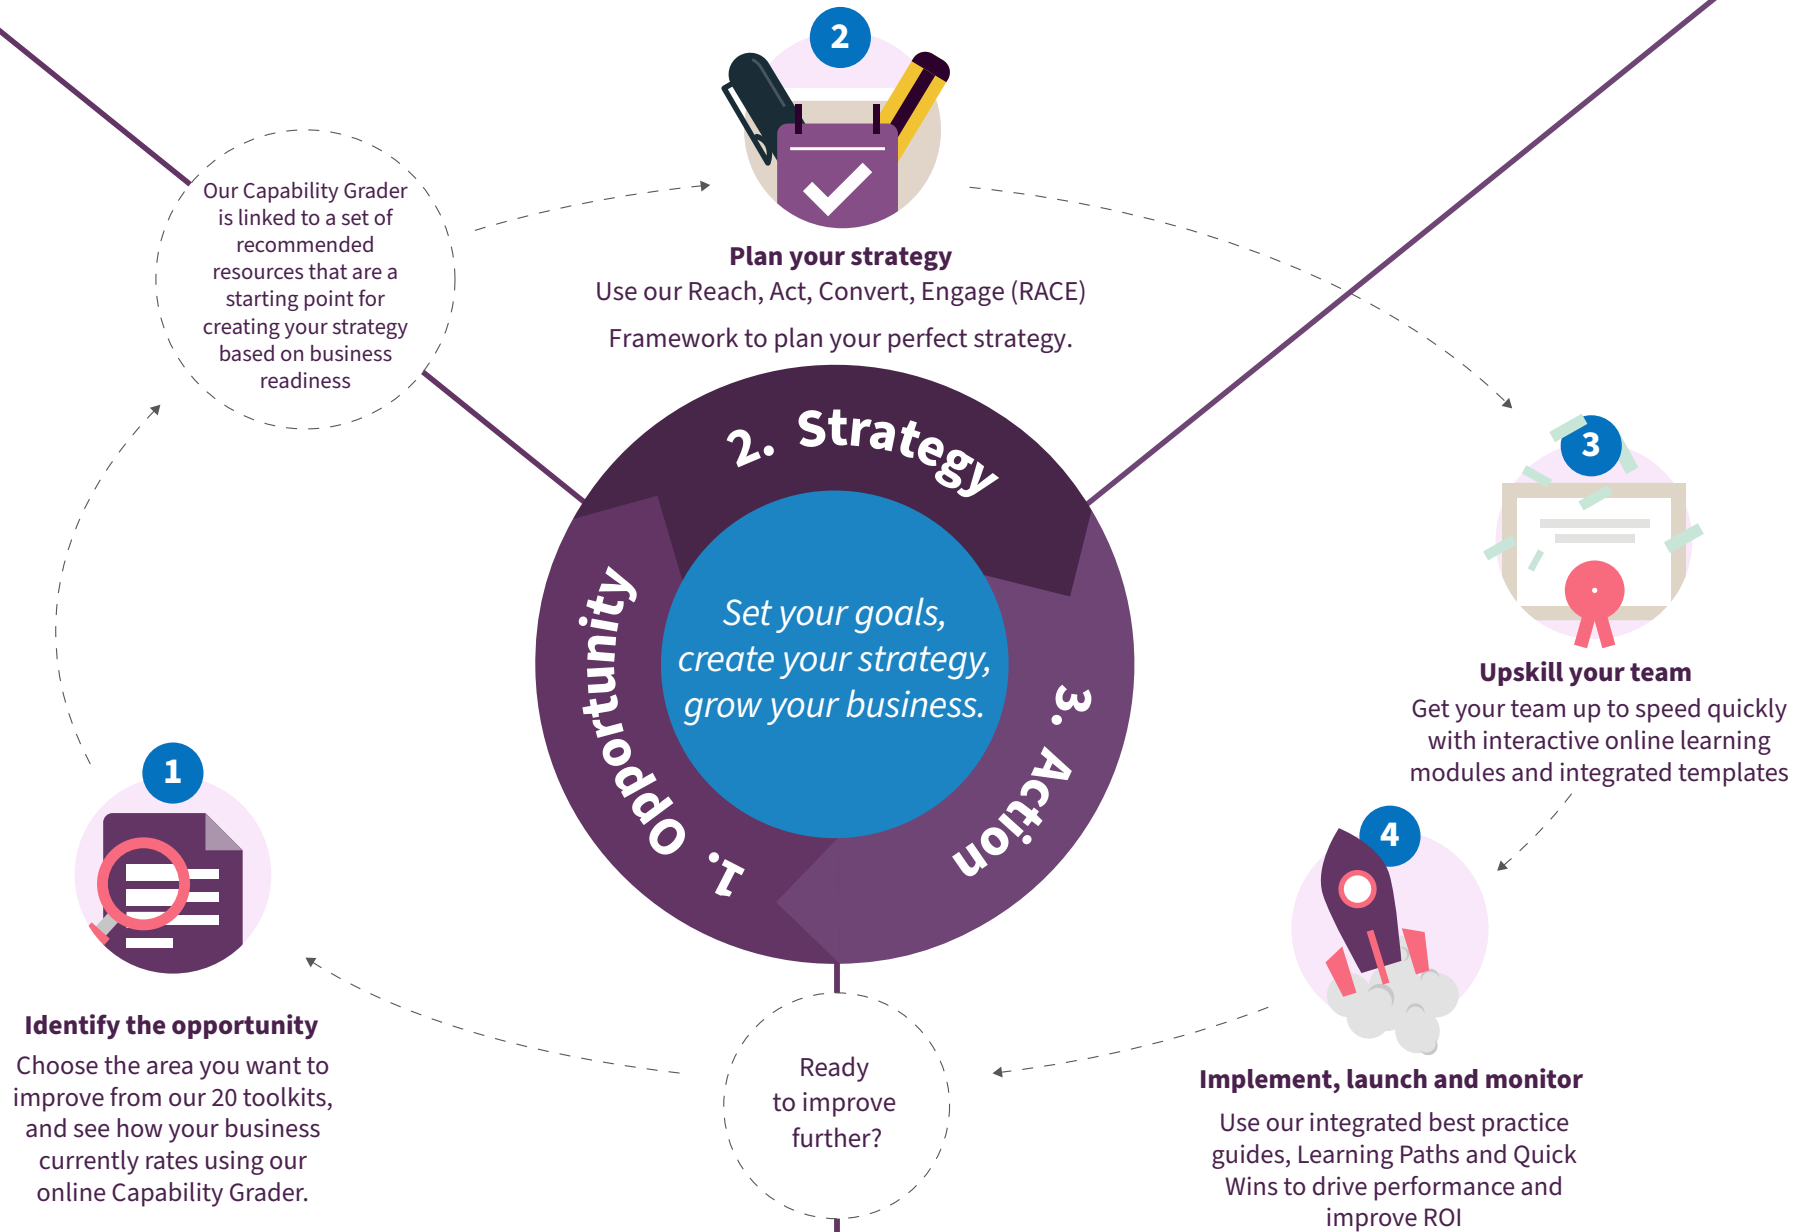 2
Our Capability Grader
is linked to a set of
recommended
resources that are a
starting point for
creating your strategy
based on business
readiness
Plan your strategy
Use our Reach, Act, Convert, Engage (RACE)
Framework to plan your perfect strategy.
2. Strategy
3
Upskill your team
Get your team up to speed quickly
with interactive online learning
modules and integrated templates
1. Opportunity
Set your goals,
create your strategy,
grow your business.
3. Action
1
Identify the opportunity
Choose the area you want to
improve from our 20 toolkits,
and see how your business
currently rates using our
online Capability Grader.
4
Implement, launch and monitor
Use our integrated best practice
guides, Learning Paths and Quick
Wins to drive performance and
improve ROI
Ready
to improve
further?